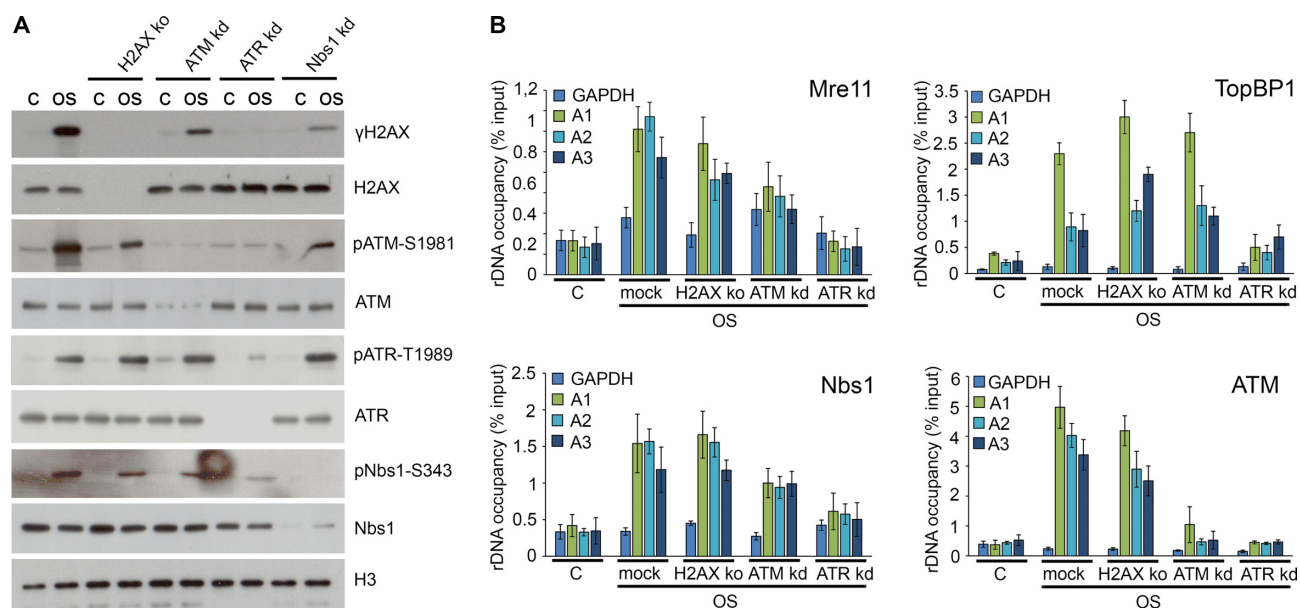 A
H2AX ko
ATM kd
ATR kd
Nbs1 kd
C OS C OS C OS C OS C OS
γH2AX
H2AX
pATM-S1981
ATM
pATR-T1989
ATR
pNbs1-S343
Nbs1
H3
B
Mre11
rDNA occupancy (% input)
1,2
1
0.8
0.6
0.4
0.2
0
GAPDH
A1
A2
A3
C
mock H2AX ko ATM kd ATR kd
OS
TopBP1
rDNA occupancy (% input)
3.5
3
2.5
2
1.5
1
0.5
0
GAPDH
A1
A2
A3
C
mock H2AX ko ATM kd ATR kd
OS
Nbs1
rDNA occupancy (% input)
2.5
2
1.5
1
0.5
0
GAPDH
A1
A2
A3
C
mock H2AX ko ATM kd ATR kd
OS
ATM
rDNA occupancy (% input)
6
5
4
3
2
1
0
GAPDH
A1
A2
A3
C
mock H2AX ko ATM kd ATR kd
OS